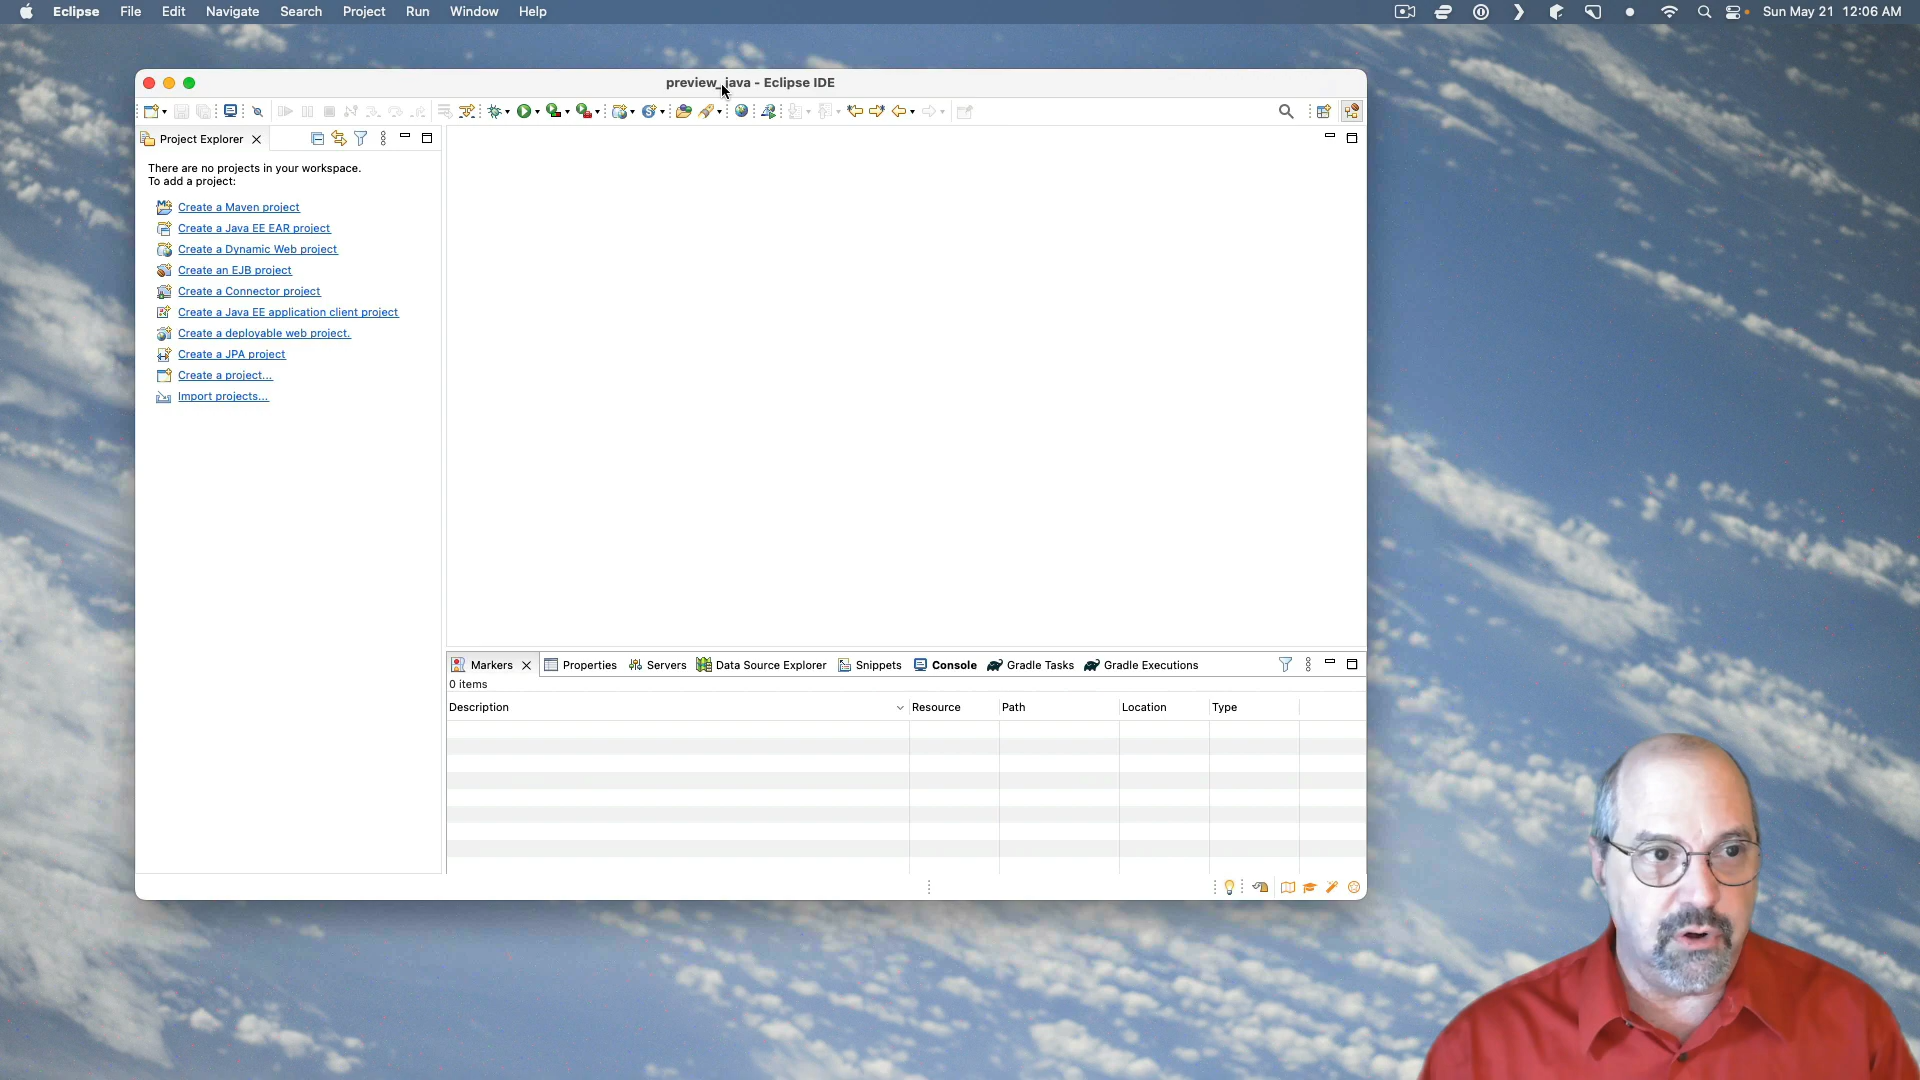 Eclipse File Edit Navigate Search Project Run Window Help Sun May 21 12:06 AM
preview_java - Eclipse IDE
Project Explorer
There are no projects in your workspace.
To add a project:
Create a Maven project
Create a Java EE EAR project
Create a Dynamic Web project
Create an EJB project
Create a Connector project
Create a Java EE application client project
Create a deployable web project.
Create a JPA project
Create a project...
Import projects...
Markers Properties Servers Data Source Explorer Snippets Console Gradle Tasks Gradle Executions
0 items
Description Resource Path Location Type